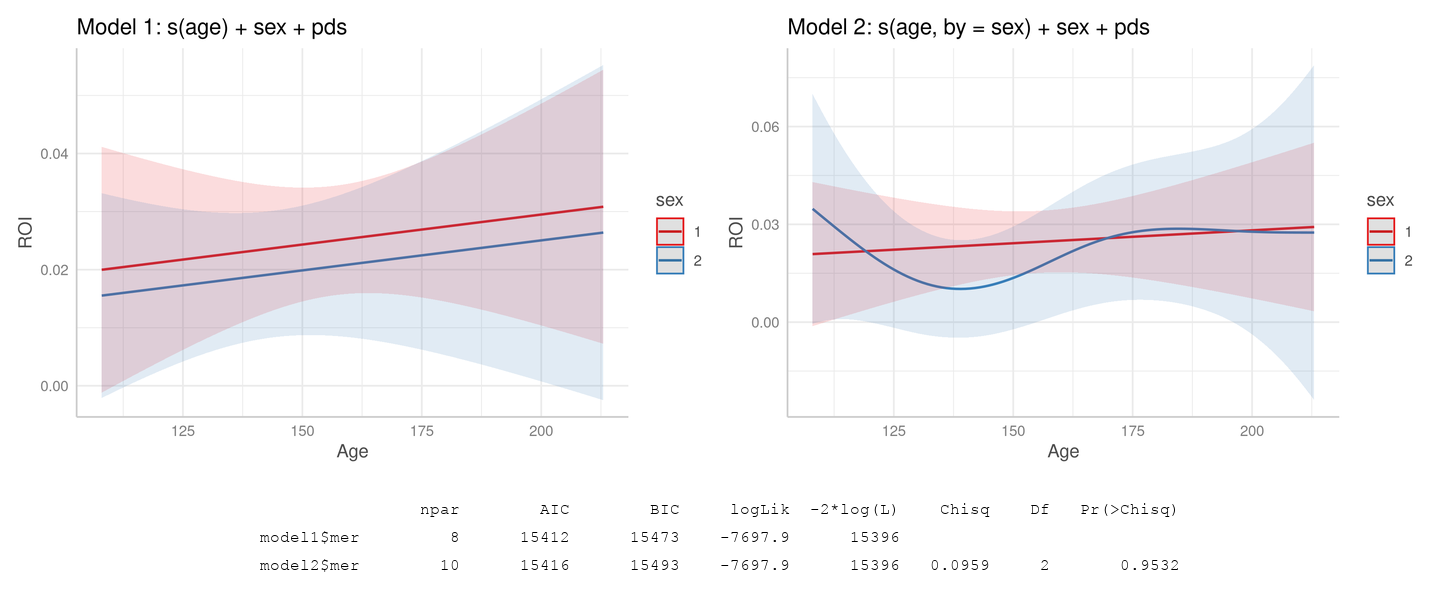 Model 1: s(age) + sex + pds
0.04
0.02
0.00
ROI
125 150 175 200
Age
sex
1
2
Model 2: s(age, by = sex) + sex + pds
0.06
0.03
0.00
ROI
125 150 175 200
Age
sex
1
2
npar AIC BIC logLik -2*log(L) Chisq Df Pr(>Chisq)
model1$mer 8 15412 15473 -7697.9 15396
model2$mer 10 15416 15493 -7697.9 15396 0.0959 2 0.9532